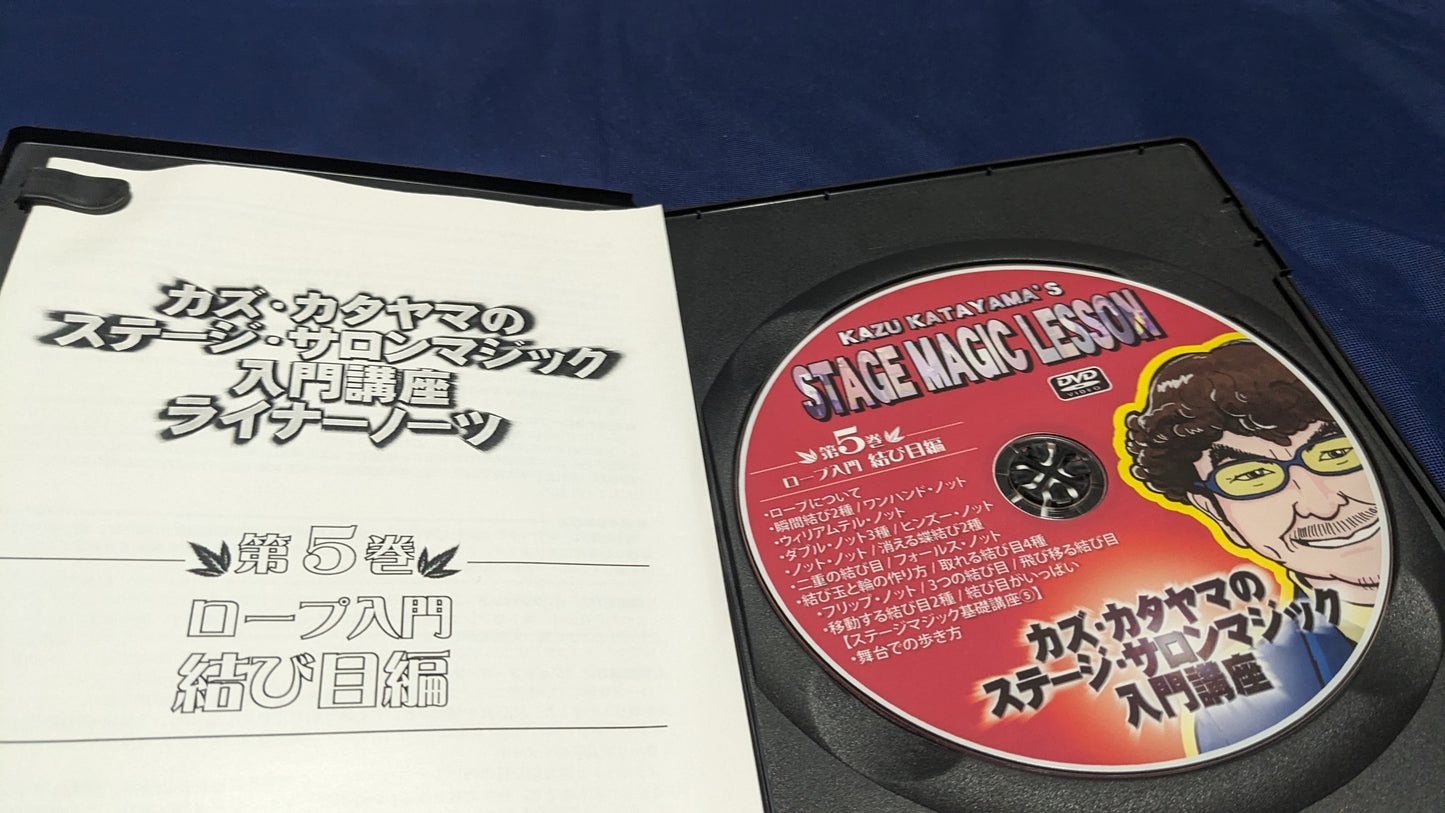 カズ・カタヤマの
ステージ・サロンマジック
入門講座
ライナーノーツ
第5巻
ロープ入門
結び目編
KAZU KATAYAMA'S
STAGE MAGIC LESSON
DVD
VIDEO
第5巻
ロープ入門 結び目編
・ロープについて
・瞬間結び2種/ワンハンド・ノット
・ウィリアムテル・ノット
・ダブル・ノット3種/ヒンズー・ノット
・ノット・ノット/消える蝶結び2種
・二重の結び目/フォールス・ノット
・結び玉と輪の作り方/取れる結び目4種
・フリップ・ノット/3つの結び目/飛び移る結び目
・移動する結び目2種/結び目がいっぱい
【ステージマジック基礎講座⑤】
・舞台での歩き方
カズ・カタヤマの
ステージ・サロンマジック
入門講座